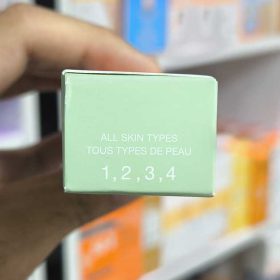 ALL SKIN TYPES
TOUS TYPES DE PEAU
1,2,3,4